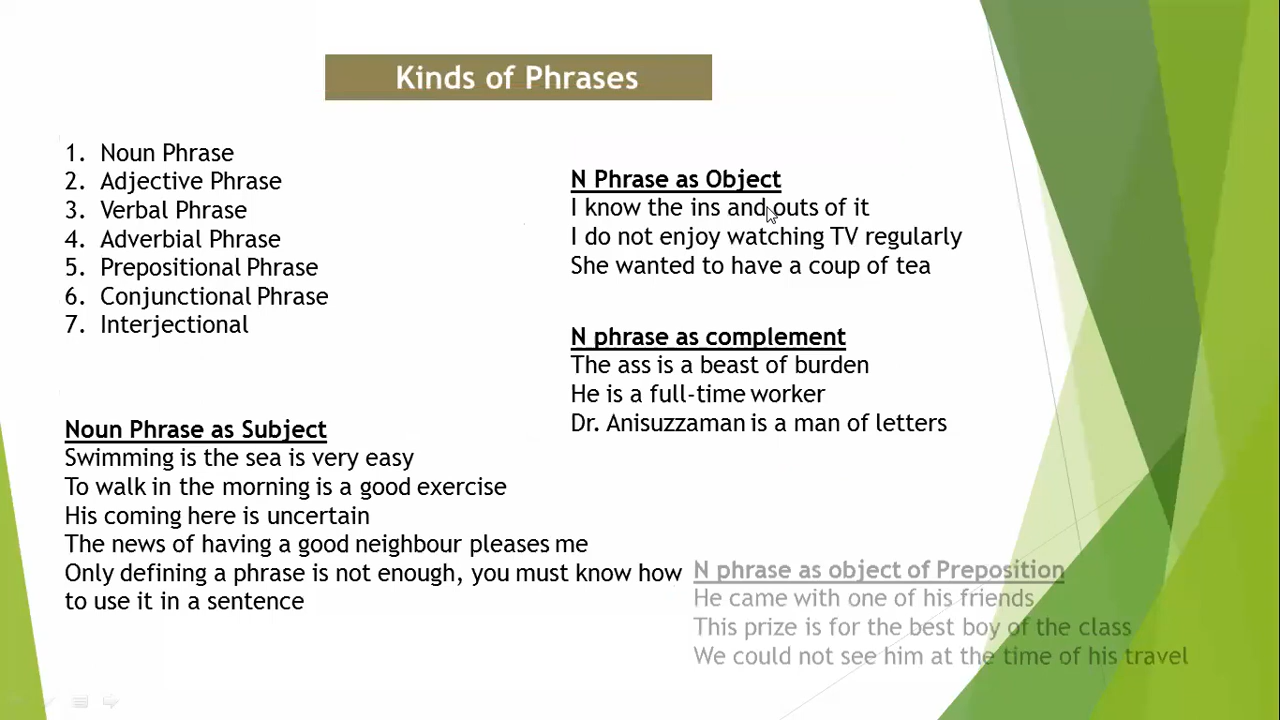 Kinds of Phrases
1. Noun Phrase
2. Adjective Phrase
3. Verbal Phrase
4. Adverbial Phrase
5. Prepositional Phrase
6. Conjunctional Phrase
7. Interjectional
Noun Phrase as Subject
Swimming is the sea is very easy
To walk in the morning is a good exercise
His coming here is uncertain
The news of having a good neighbour pleases me
Only defining a phrase is not enough, you must know how
to use it in a sentence
N Phrase as Object
I know the ins and outs of it
I do not enjoy watching TV regularly
She wanted to have a coup of tea
N phrase as complement
The ass is a beast of burden
He is a full-time worker
Dr. Anisuzzaman is a man of letters
N phrase as object of Preposition
He came with one of his friends
This prize is for the best boy of the class
We could not see him at the time of his travel